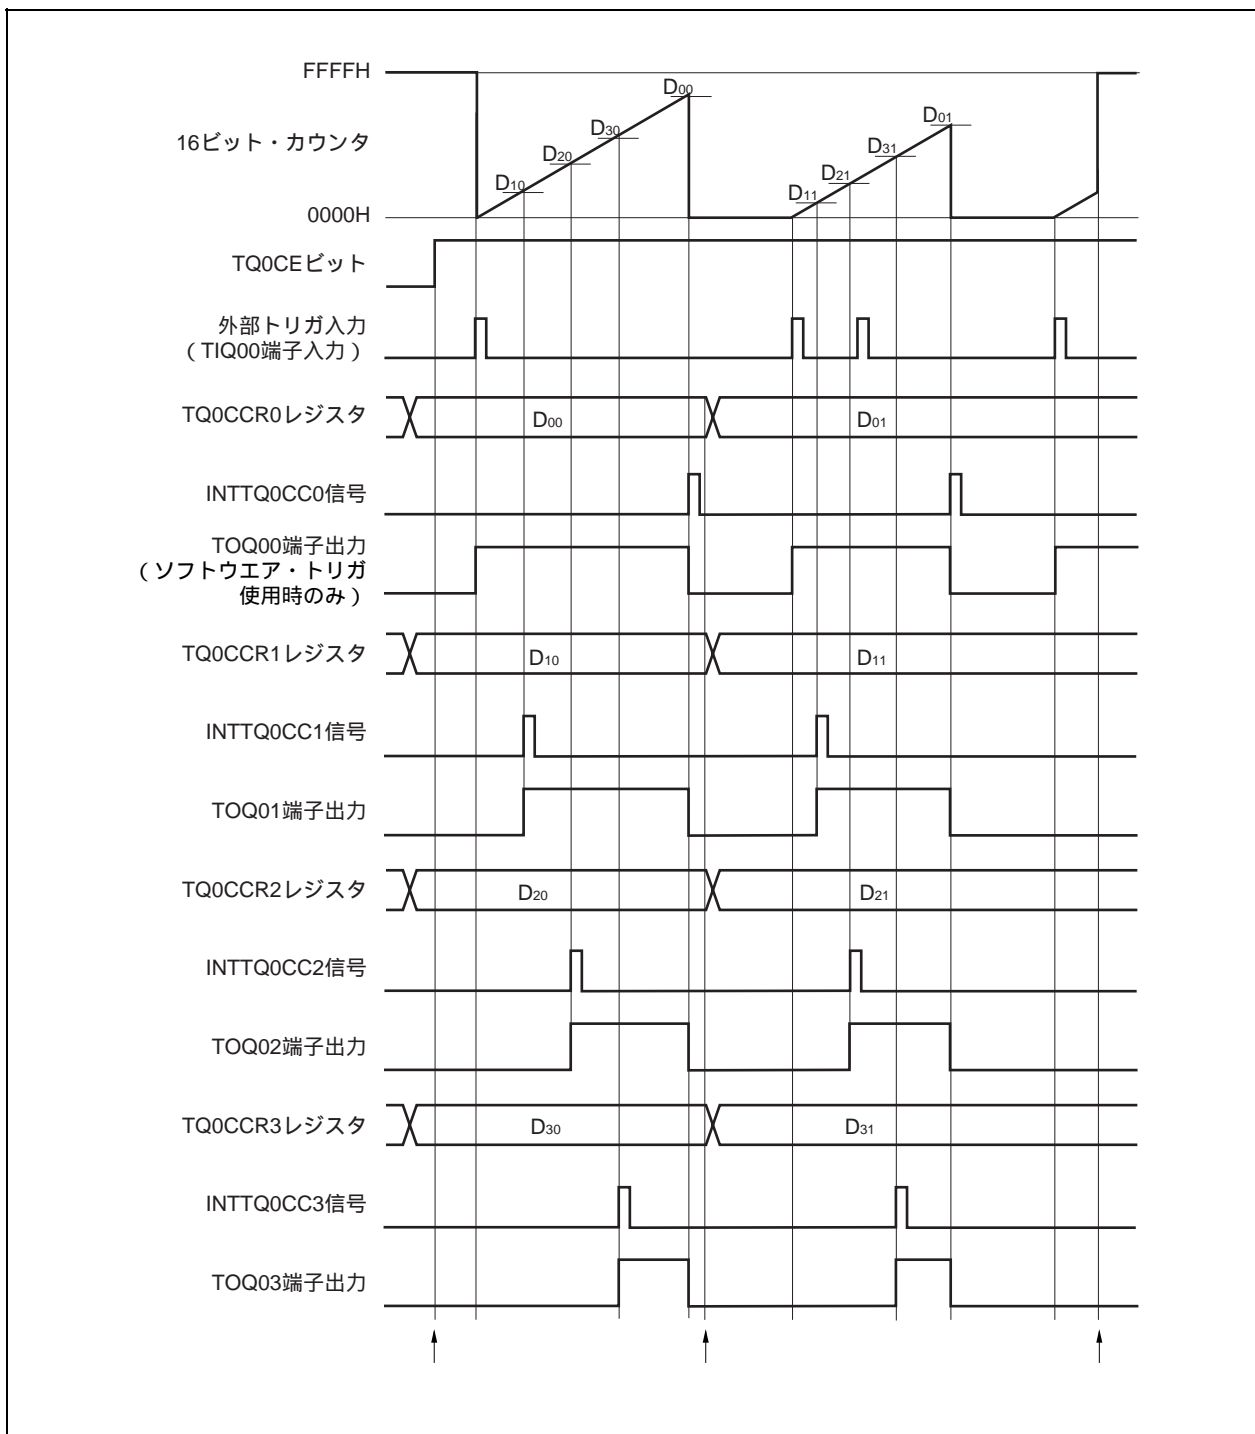 FFFFH
16ビット・カウンタ
0000H
D00
D30
D20
D10
D01
D31
D21
D11
TQ0CEビット
外部トリガ入力
（TIQ00端子入力）
TQ0CCR0レジスタ
D00
D01
INTTQ0CC0信号
TOQ00端子出力
（ソフトウエア・トリガ
使用時のみ）
TQ0CCR1レジスタ
D10
D11
INTTQ0CC1信号
TOQ01端子出力
TQ0CCR2レジスタ
D20
D21
INTTQ0CC2信号
TOQ02端子出力
TQ0CCR3レジスタ
D30
D31
INTTQ0CC3信号
TOQ03端子出力